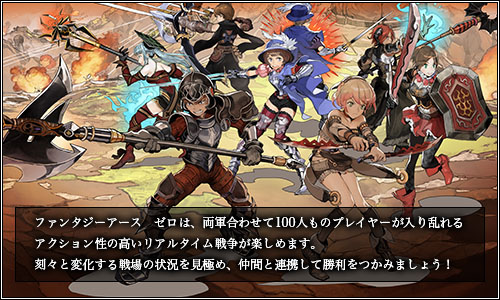 ファンタジーアース　ゼロは、両軍合わせて100人ものプレイヤーが入り乱れる
アクション性の高いリアルタイム戦争が楽しめます。
刻々と変化する戦場の状況を見極め、仲間と連携して勝利をつかみましょう！